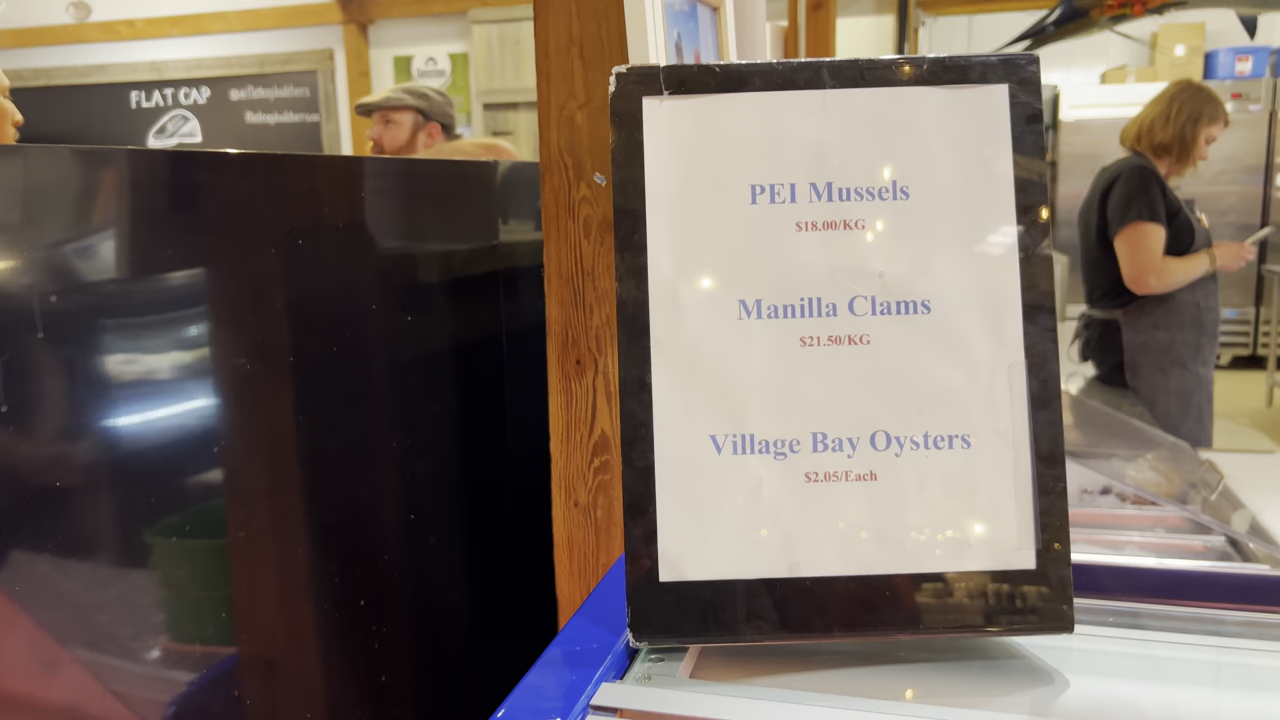 FLAT CAP
PEI Mussels
$18.00/KG
Manilla Clams
$21.50/KG
Village Bay Oysters
$2.05/Each